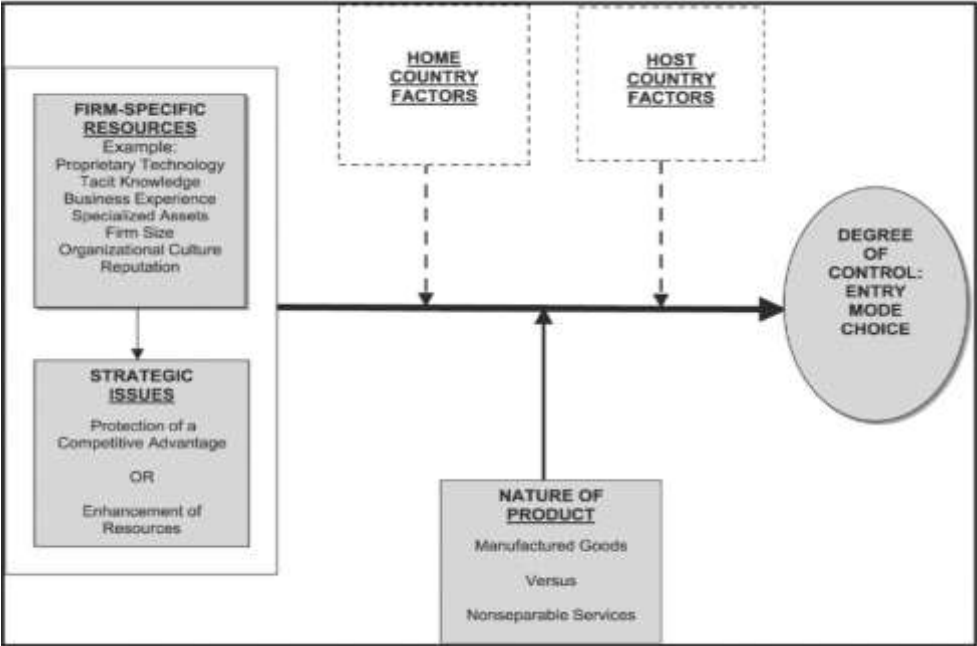 HOME
COUNTRY
FACTORS
HOST
COUNTRY
FACTORS
FIRM-SPECIFIC
RESOURCES
Example:
Proprietary Technology
Tacit Knowledge
Business Experience
Specialized Assets
Firm Size
Organizational Culture
Reputation
STRATEGIC
ISSUES
Protection of a
Competitive Advantage
OR
Enhancement of
Resources
NATURE OF
PRODUCT
Manufactured Goods
Versus
Nonseparable Services
DEGREE
OF
CONTROL:
ENTRY
MODE
CHOICE